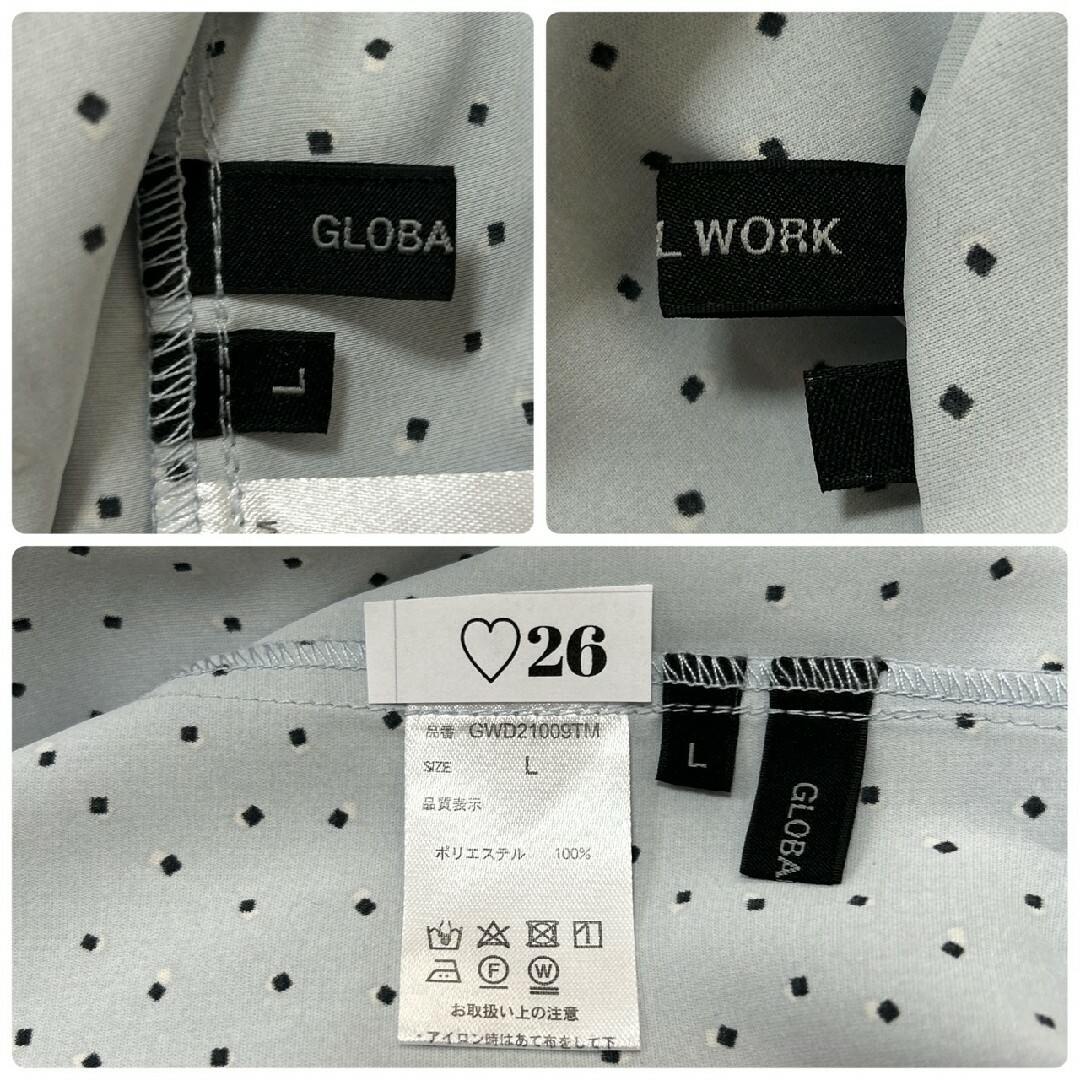 GLOBA
L
L WORK
♡26
品番 GWD21009TM
SIZE L
品質表示
ポリエステル 100%
L
GLOBA
お取扱い上の注意
・アイロン時はあて布をして下